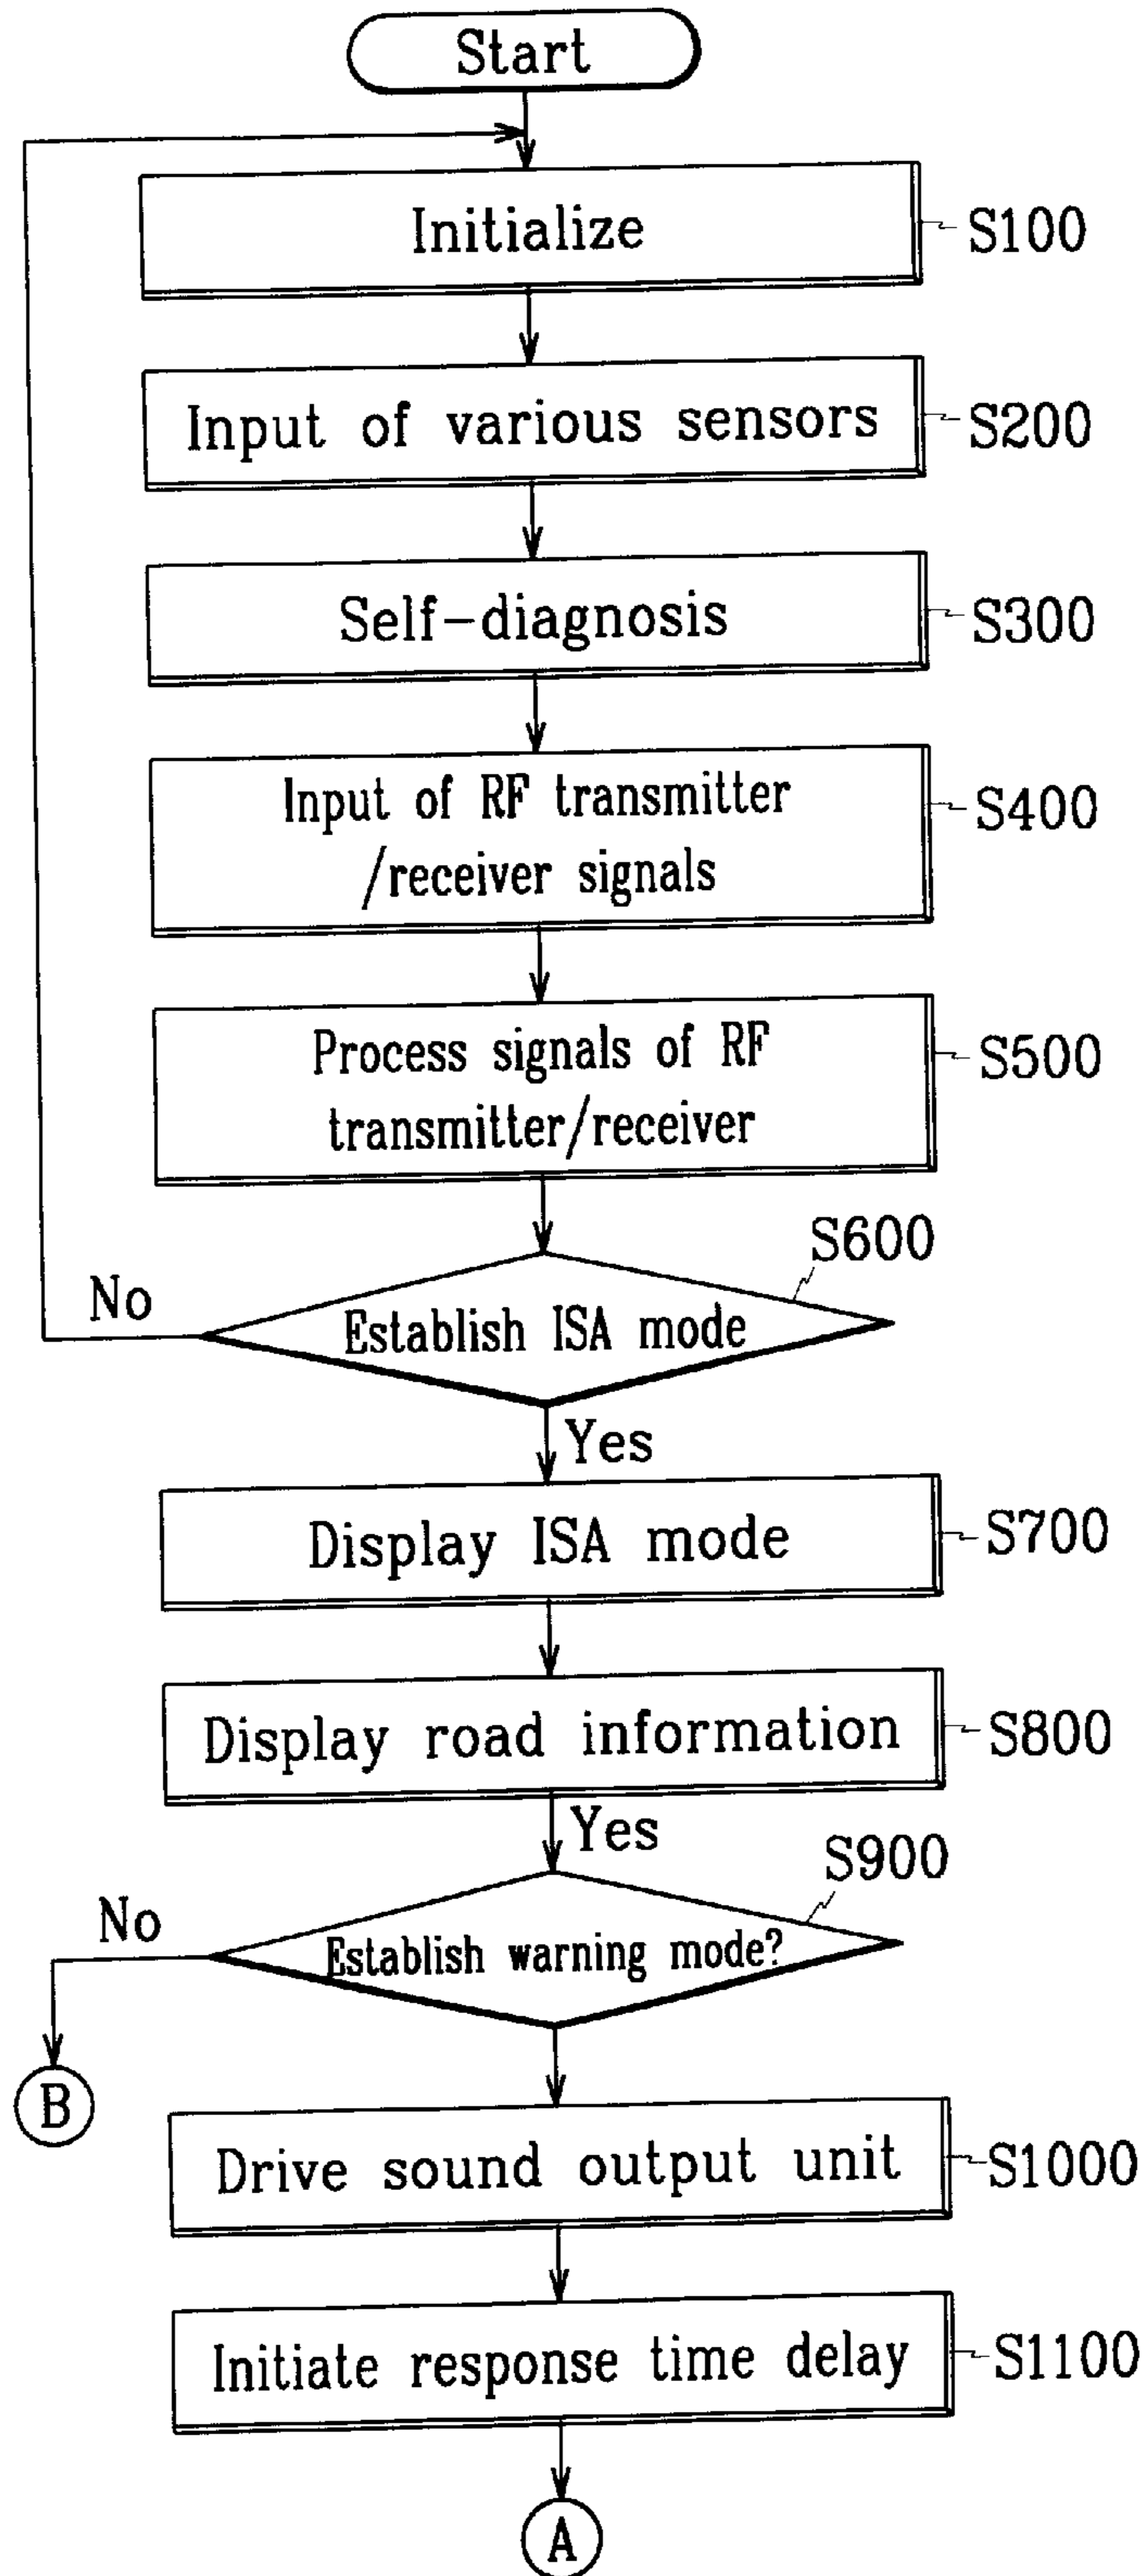 Start
Initialize
S100
Input of various sensors
S200
Self-diagnosis
S300
Input of RF transmitter
/receiver signals
S400
Process signals of RF
transmitter/receiver
S500
S600
No
Establish ISA mode
Yes
Display ISA mode
S700
Display road information
S800
Yes
S900
No
Establish warning mode?
B
Drive sound output unit
S1000
Initiate response time delay
S1100
A